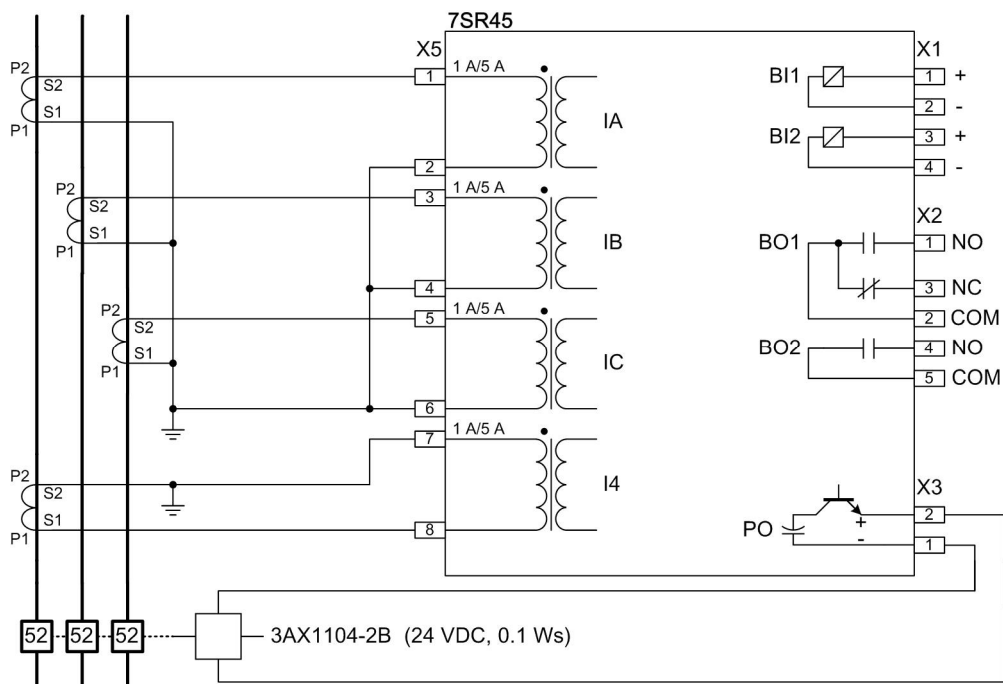 7SR45
X5
X1
P2
S2
S1
P1
1
1 A/5 A
IA
2
BI1
1 +
2 -
BI2
3 +
4 -
P2
S2
S1
P1
3
1 A/5 A
IB
4
X2
BO1
1 NO
3 NC
2 COM
BO2
4 NO
5 COM
P2
S2
S1
P1
5
1 A/5 A
IC
6
7
1 A/5 A
I4
8
P2
S2
S1
P1
X3
PO
+
-
2
1
52
52
52
3AX1104-2B (24 VDC, 0.1 Ws)